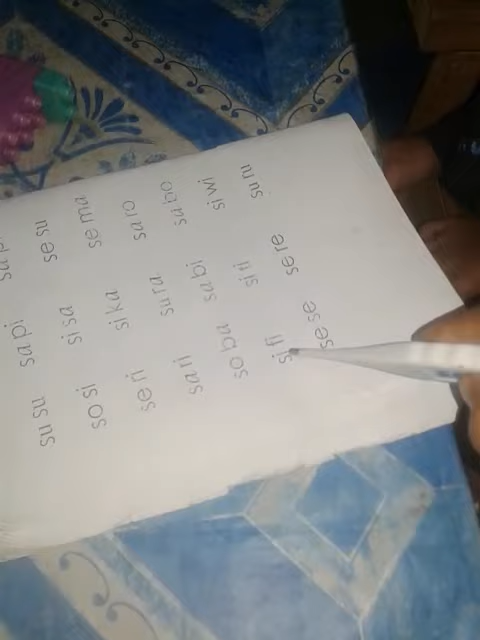 su su sa pi
so si si sa se su
se ri si ka se ma
sa ri su ra sa ro
so ba sa bi sa bo
si fi si ti si wi
se se se re su ru